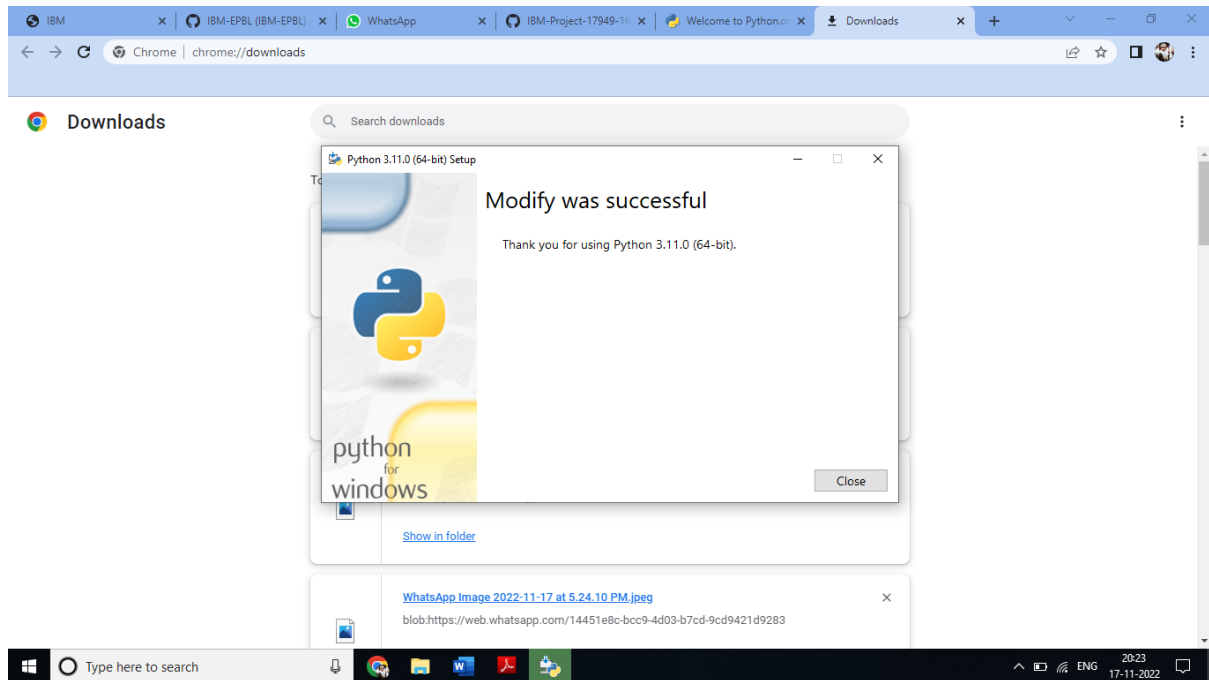 IBM
IBM-EPBL (IBM-EPBL)
WhatsApp
IBM-Project-17949-16
Welcome to Python.o
Downloads
Chrome
chrome://downloads
Downloads
Search downloads
Python 3.11.0 (64-bit) Setup
Modify was successful
Thank you for using Python 3.11.0 (64-bit).
python
for
windows
Close
Show in folder
WhatsApp Image 2022-11-17 at 5.24.10 PM.jpeg
blob:https://web.whatsapp.com/14451e8c-bcc9-4d03-b7cd-9cd9421d9283
Type here to search
ENG
20:23
17-11-2022